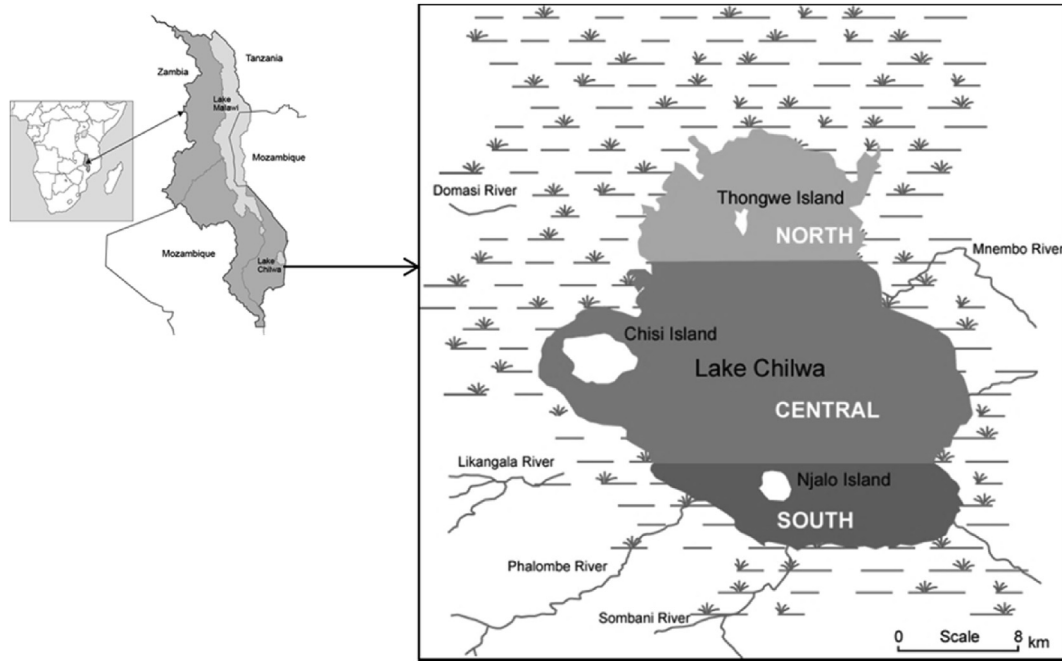 Tanzania
Zambia
Lake
Malawi
Mozambique
Mozambique
Lake
Chilwa
Domasi River
Thongwe Island
NORTH
Mnembo River
Chisi Island
Lake Chilwa
CENTRAL
Likangala River
Njalo Island
SOUTH
Phalombe River
Sombani River
0 Scale 8
km